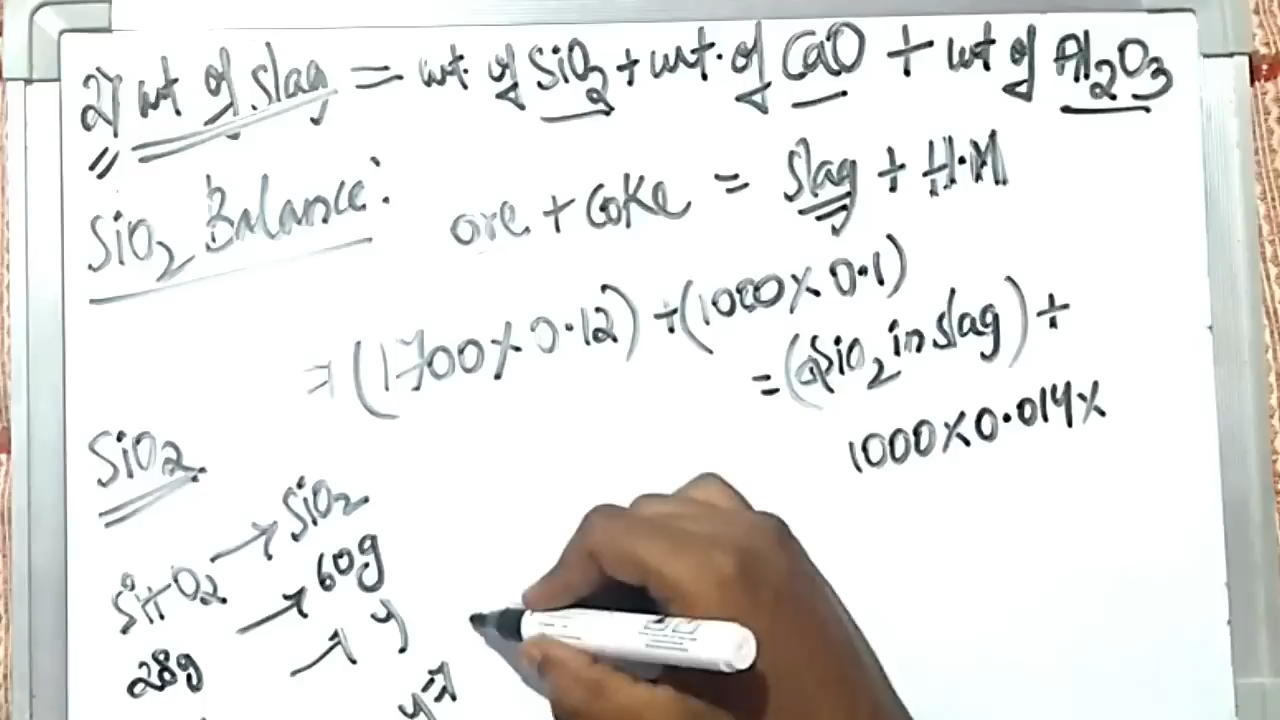 2) wt of slag = wt. of SiO2 + wt. of CaO + wt of Al2O3
SiO2 Balance: ore + Coke = slag + H.M
= (1700 x 0.12) + (1000 x 0.1)
= (SiO2 in slag) +
1000 x 0.014 x
SiO2
Si + O2 → SiO2
28g → 60g
→ y
y =